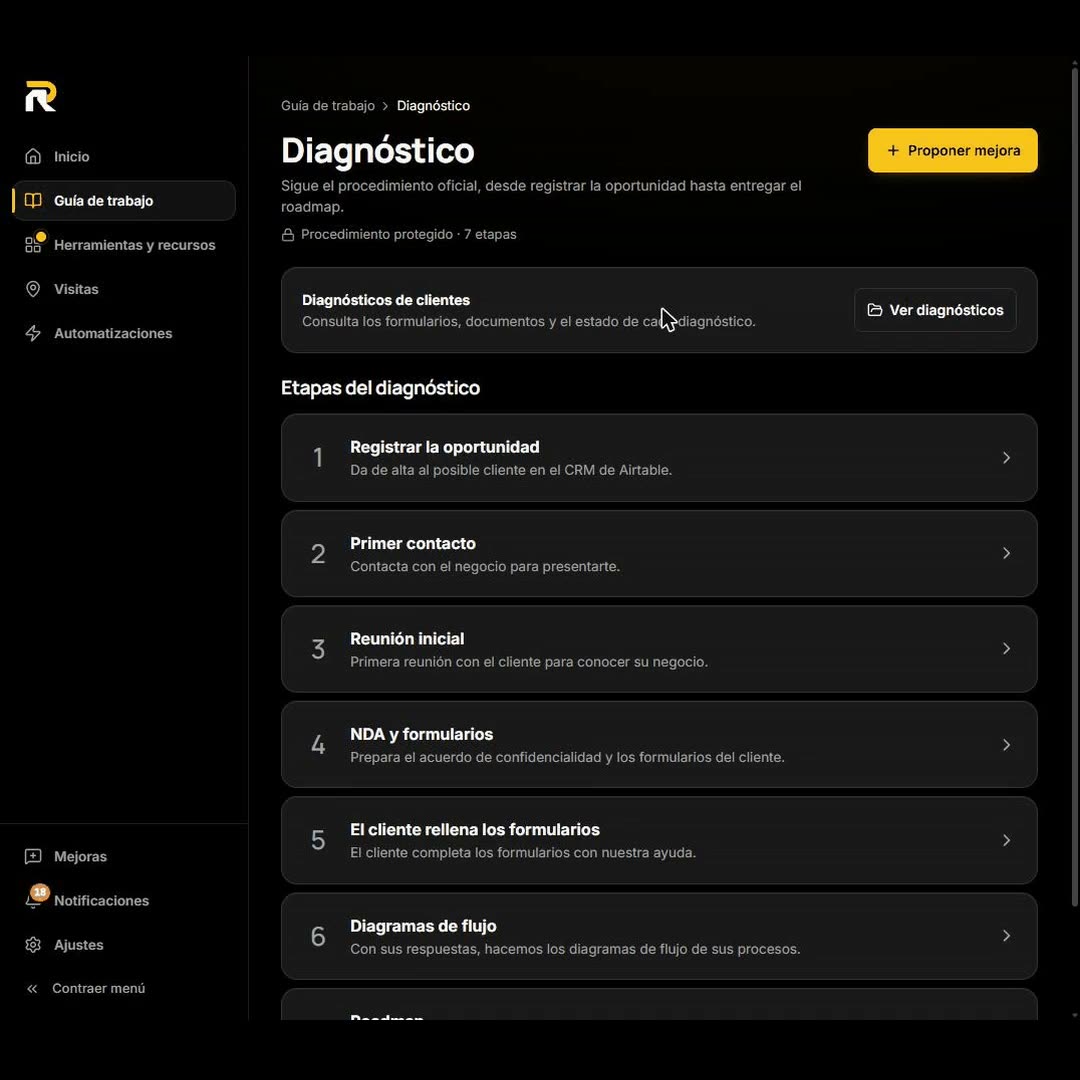 Inicio
Guía de trabajo
Herramientas y recursos
Visitas
Automatizaciones
Mejoras
18
Notificaciones
Ajustes
Contraer menú
Guía de trabajo > Diagnóstico
Diagnóstico
+ Proponer mejora
Sigue el procedimiento oficial, desde registrar la oportunidad hasta entregar el
roadmap.
Procedimiento protegido · 7 etapas
Diagnósticos de clientes
Consulta los formularios, documentos y el estado de diagnóstico.
Ver diagnósticos
Etapas del diagnóstico
1
Registrar la oportunidad
Da de alta al posible cliente en el CRM de Airtable.
2
Primer contacto
Contacta con el negocio para presentarte.
3
Reunión inicial
Primera reunión con el cliente para conocer su negocio.
4
NDA y formularios
Prepara el acuerdo de confidencialidad y los formularios del cliente.
5
El cliente rellena los formularios
El cliente completa los formularios con nuestra ayuda.
6
Diagramas de flujo
Con sus respuestas, hacemos los diagramas de flujo de sus procesos.
Roadmap